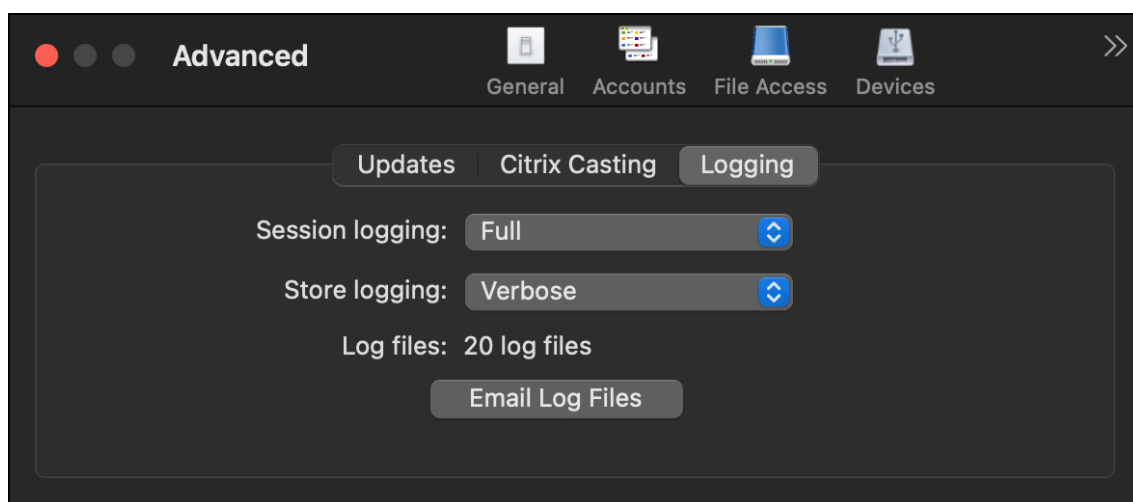 Advanced
General Accounts File Access Devices
Updates Citrix Casting Logging
Session logging: Full
Store logging: Verbose
Log files: 20 log files
Email Log Files